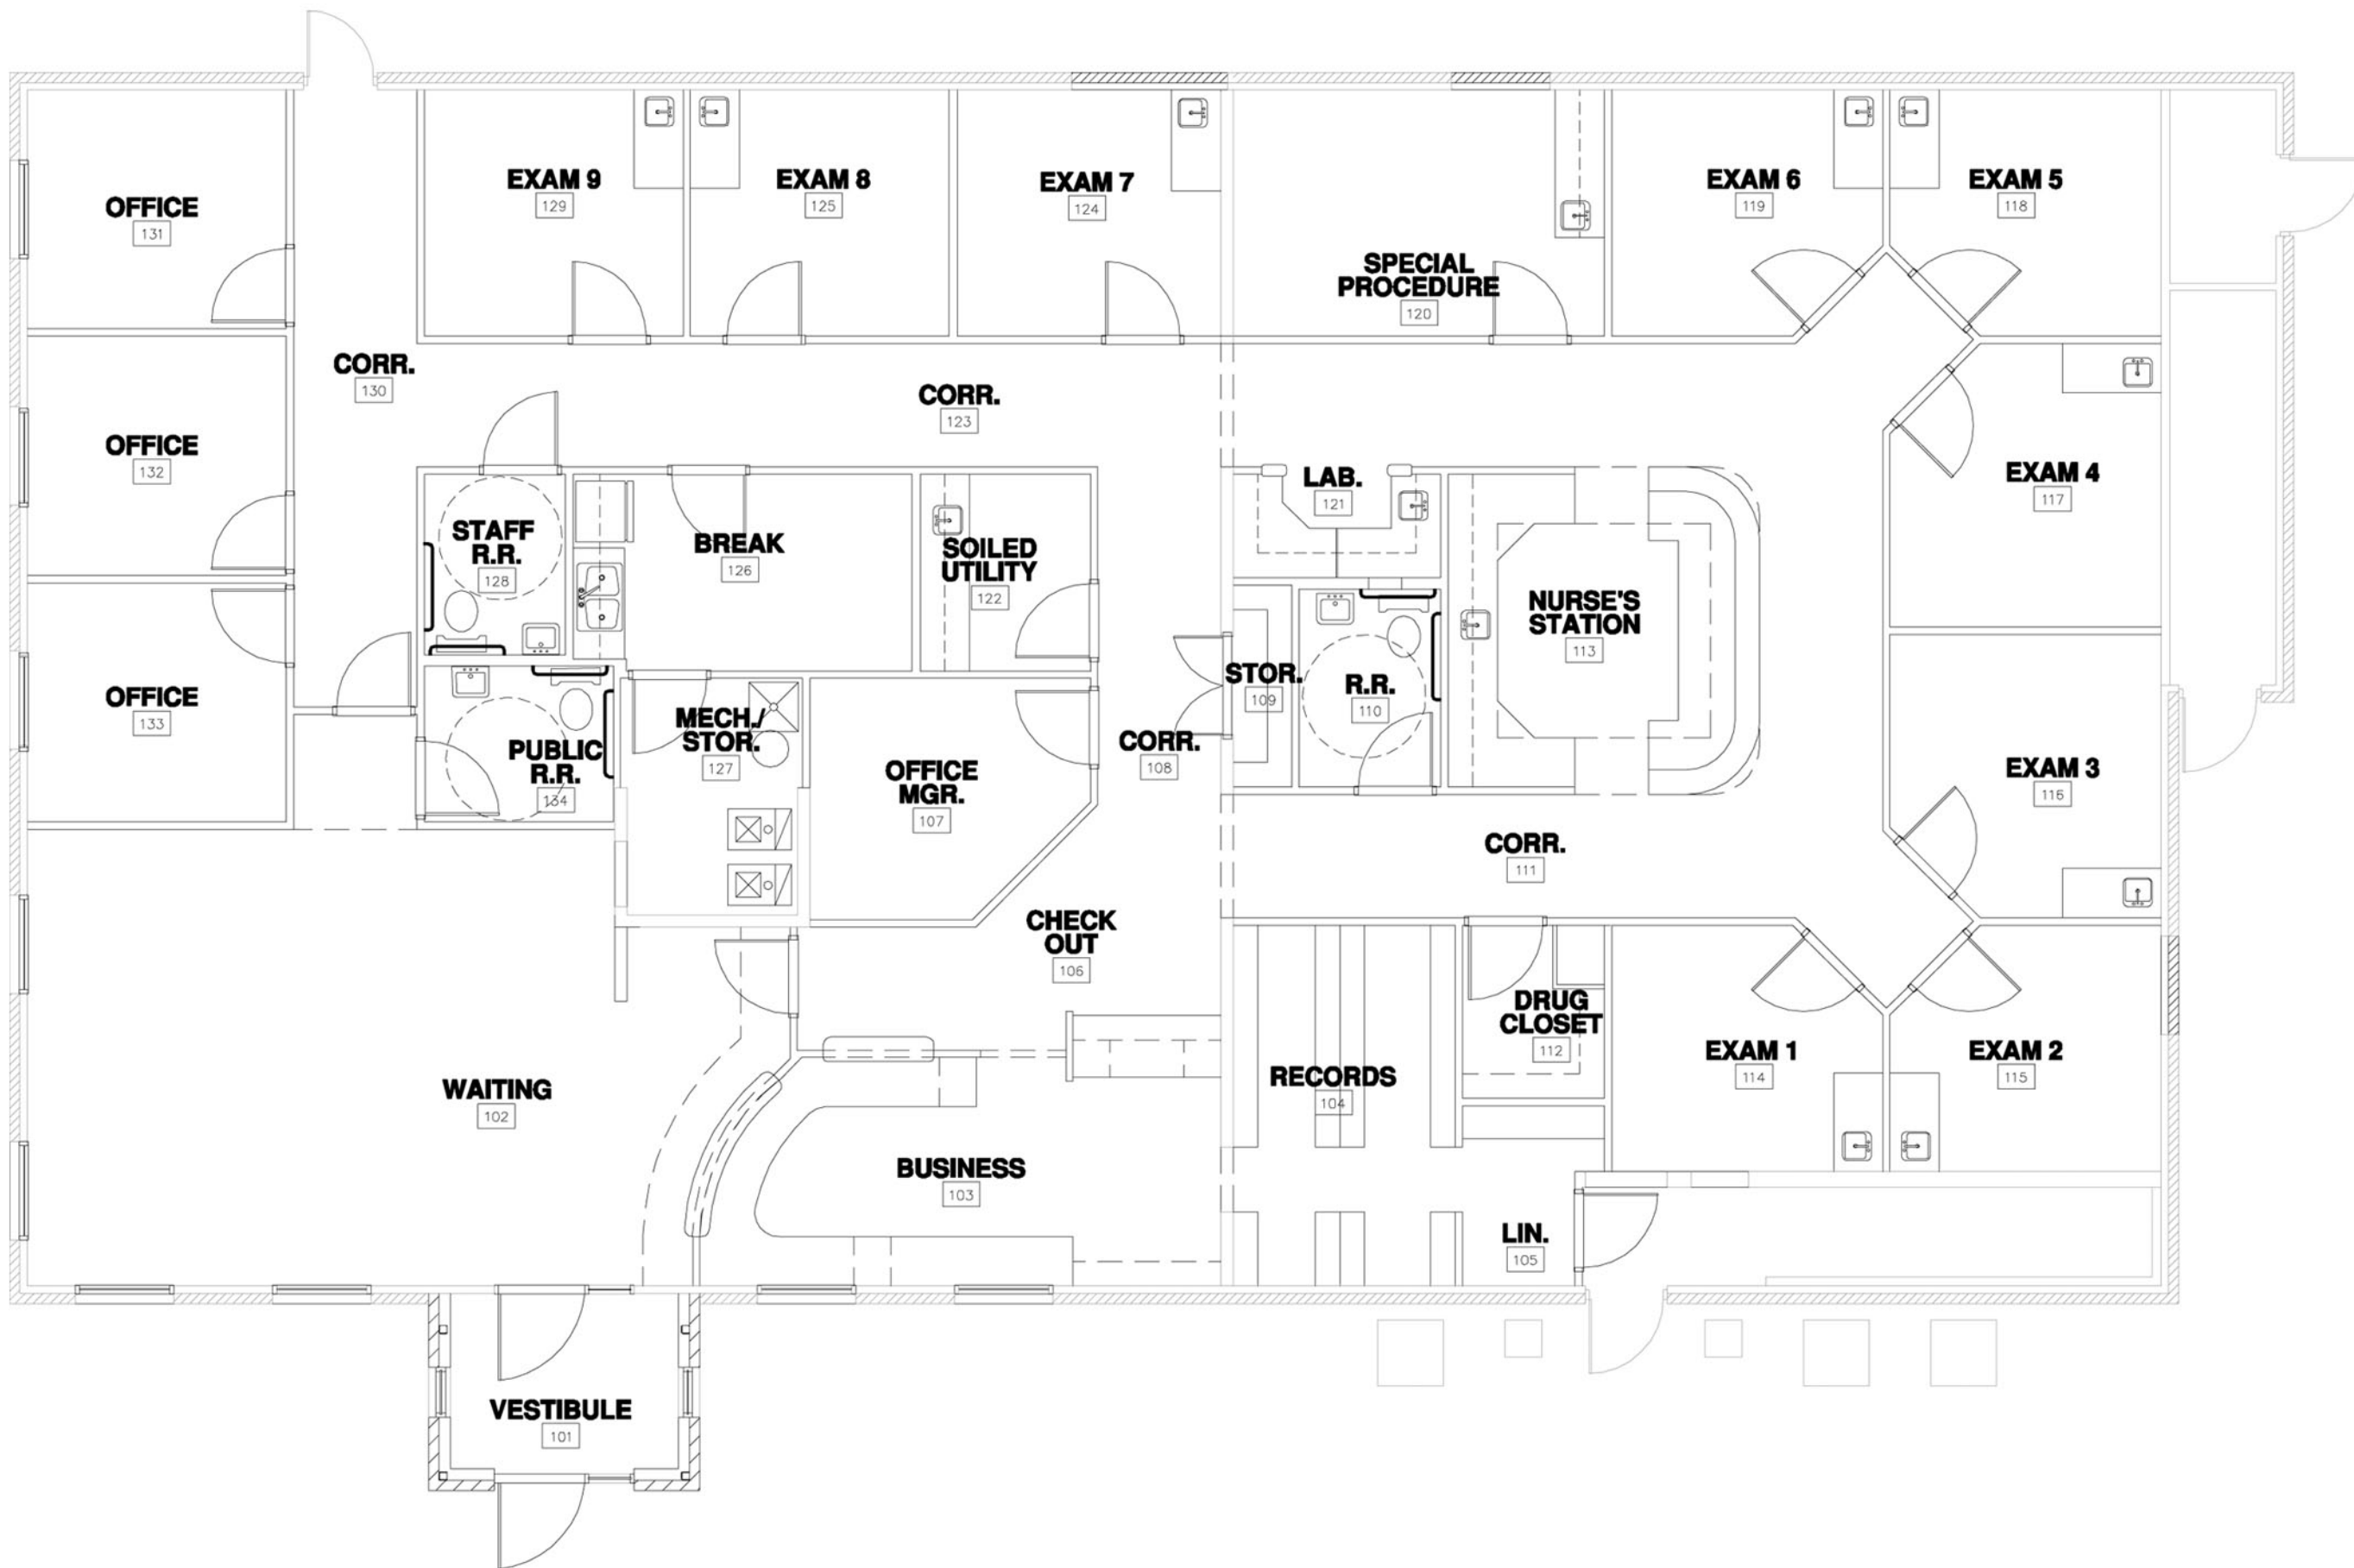 OFFICE
131
EXAM 9
129
EXAM 8
125
EXAM 7
124
SPECIAL
PROCEDURE
120
EXAM 6
119
EXAM 5
118
CORR.
130
CORR.
123
OFFICE
132
STAFF
R.R.
128
BREAK
126
SOILED
UTILITY
122
LAB.
121
NURSE'S
STATION
113
EXAM 4
117
OFFICE
133
PUBLIC
R.R.
134
MECH./
STOR.
127
OFFICE
MGR.
107
CORR.
108
STOR.
109
R.R.
110
EXAM 3
116
CORR.
111
CHECK
OUT
106
WAITING
102
BUSINESS
103
RECORDS
104
DRUG
CLOSET
112
EXAM 1
114
EXAM 2
115
LIN.
105
VESTIBULE
101